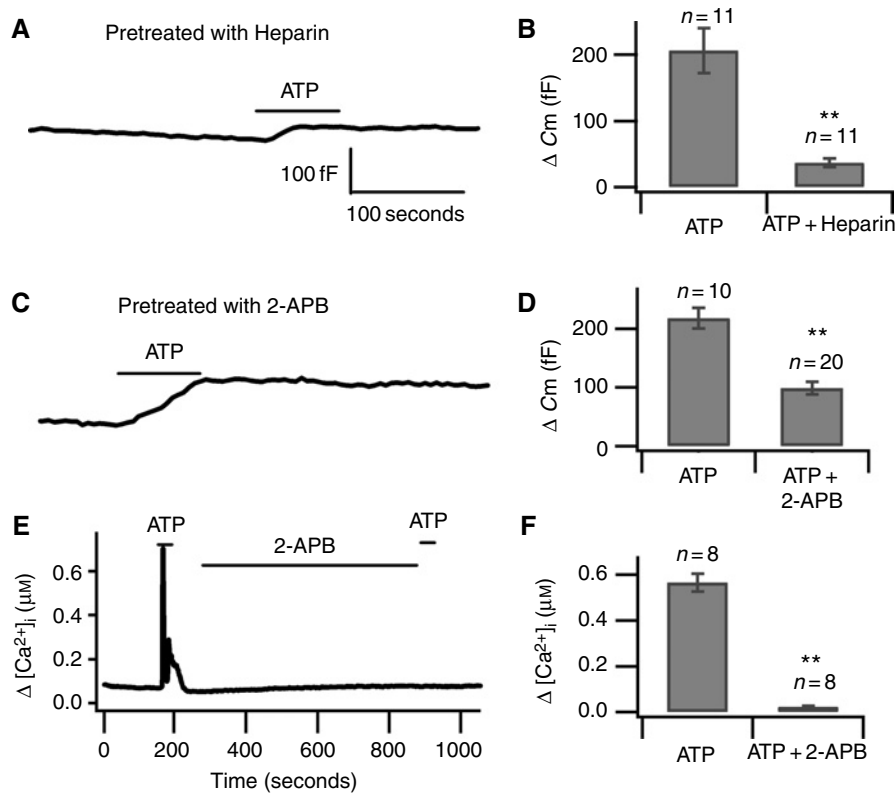 A
Pretreated with Heparin
ATP
100 fF
100 seconds
B
Δ Cm (fF)
200
100
0
n = 11
**
n = 11
ATP
ATP + Heparin
C
Pretreated with 2-APB
ATP
D
Δ Cm (fF)
200
100
0
n = 10
**
n = 20
ATP
ATP +
2-APB
E
Δ [Ca²⁺]ᵢ (μM)
0.6
0.4
0.2
0.0
ATP
2-APB
ATP
0 200 400 600 800 1000
Time (seconds)
F
Δ [Ca²⁺]ᵢ (μM)
0.6
0.4
0.2
0.0
n = 8
**
n = 8
ATP
ATP + 2-APB